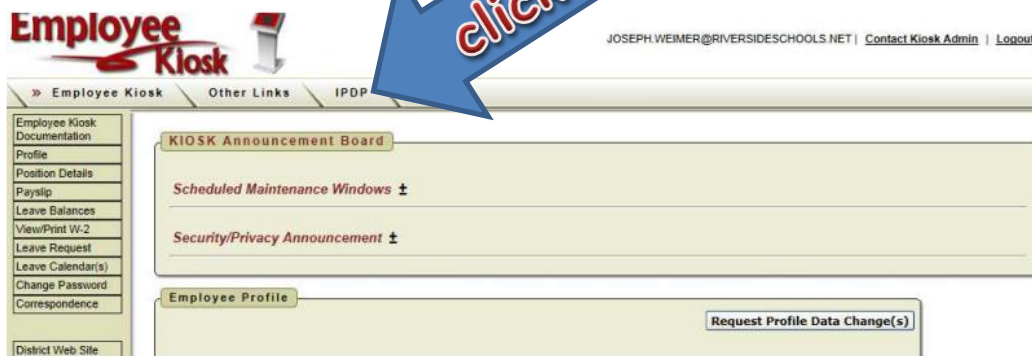 Employee
Kiosk
click
JOSEPH.WEIMER@RIVERSIDESCHOOLS.NET | Contact Kiosk Admin | Logout
» Employee Kiosk Other Links IPDP
Employee Kiosk
Documentation
Profile
Position Details
Payslip
Leave Balances
View/Print W-2
Leave Request
Leave Calendar(s)
Change Password
Correspondence
District Web Site
KIOSK Announcement Board
Scheduled Maintenance Windows ±
Security/Privacy Announcement ±
Employee Profile
Request Profile Data Change(s)